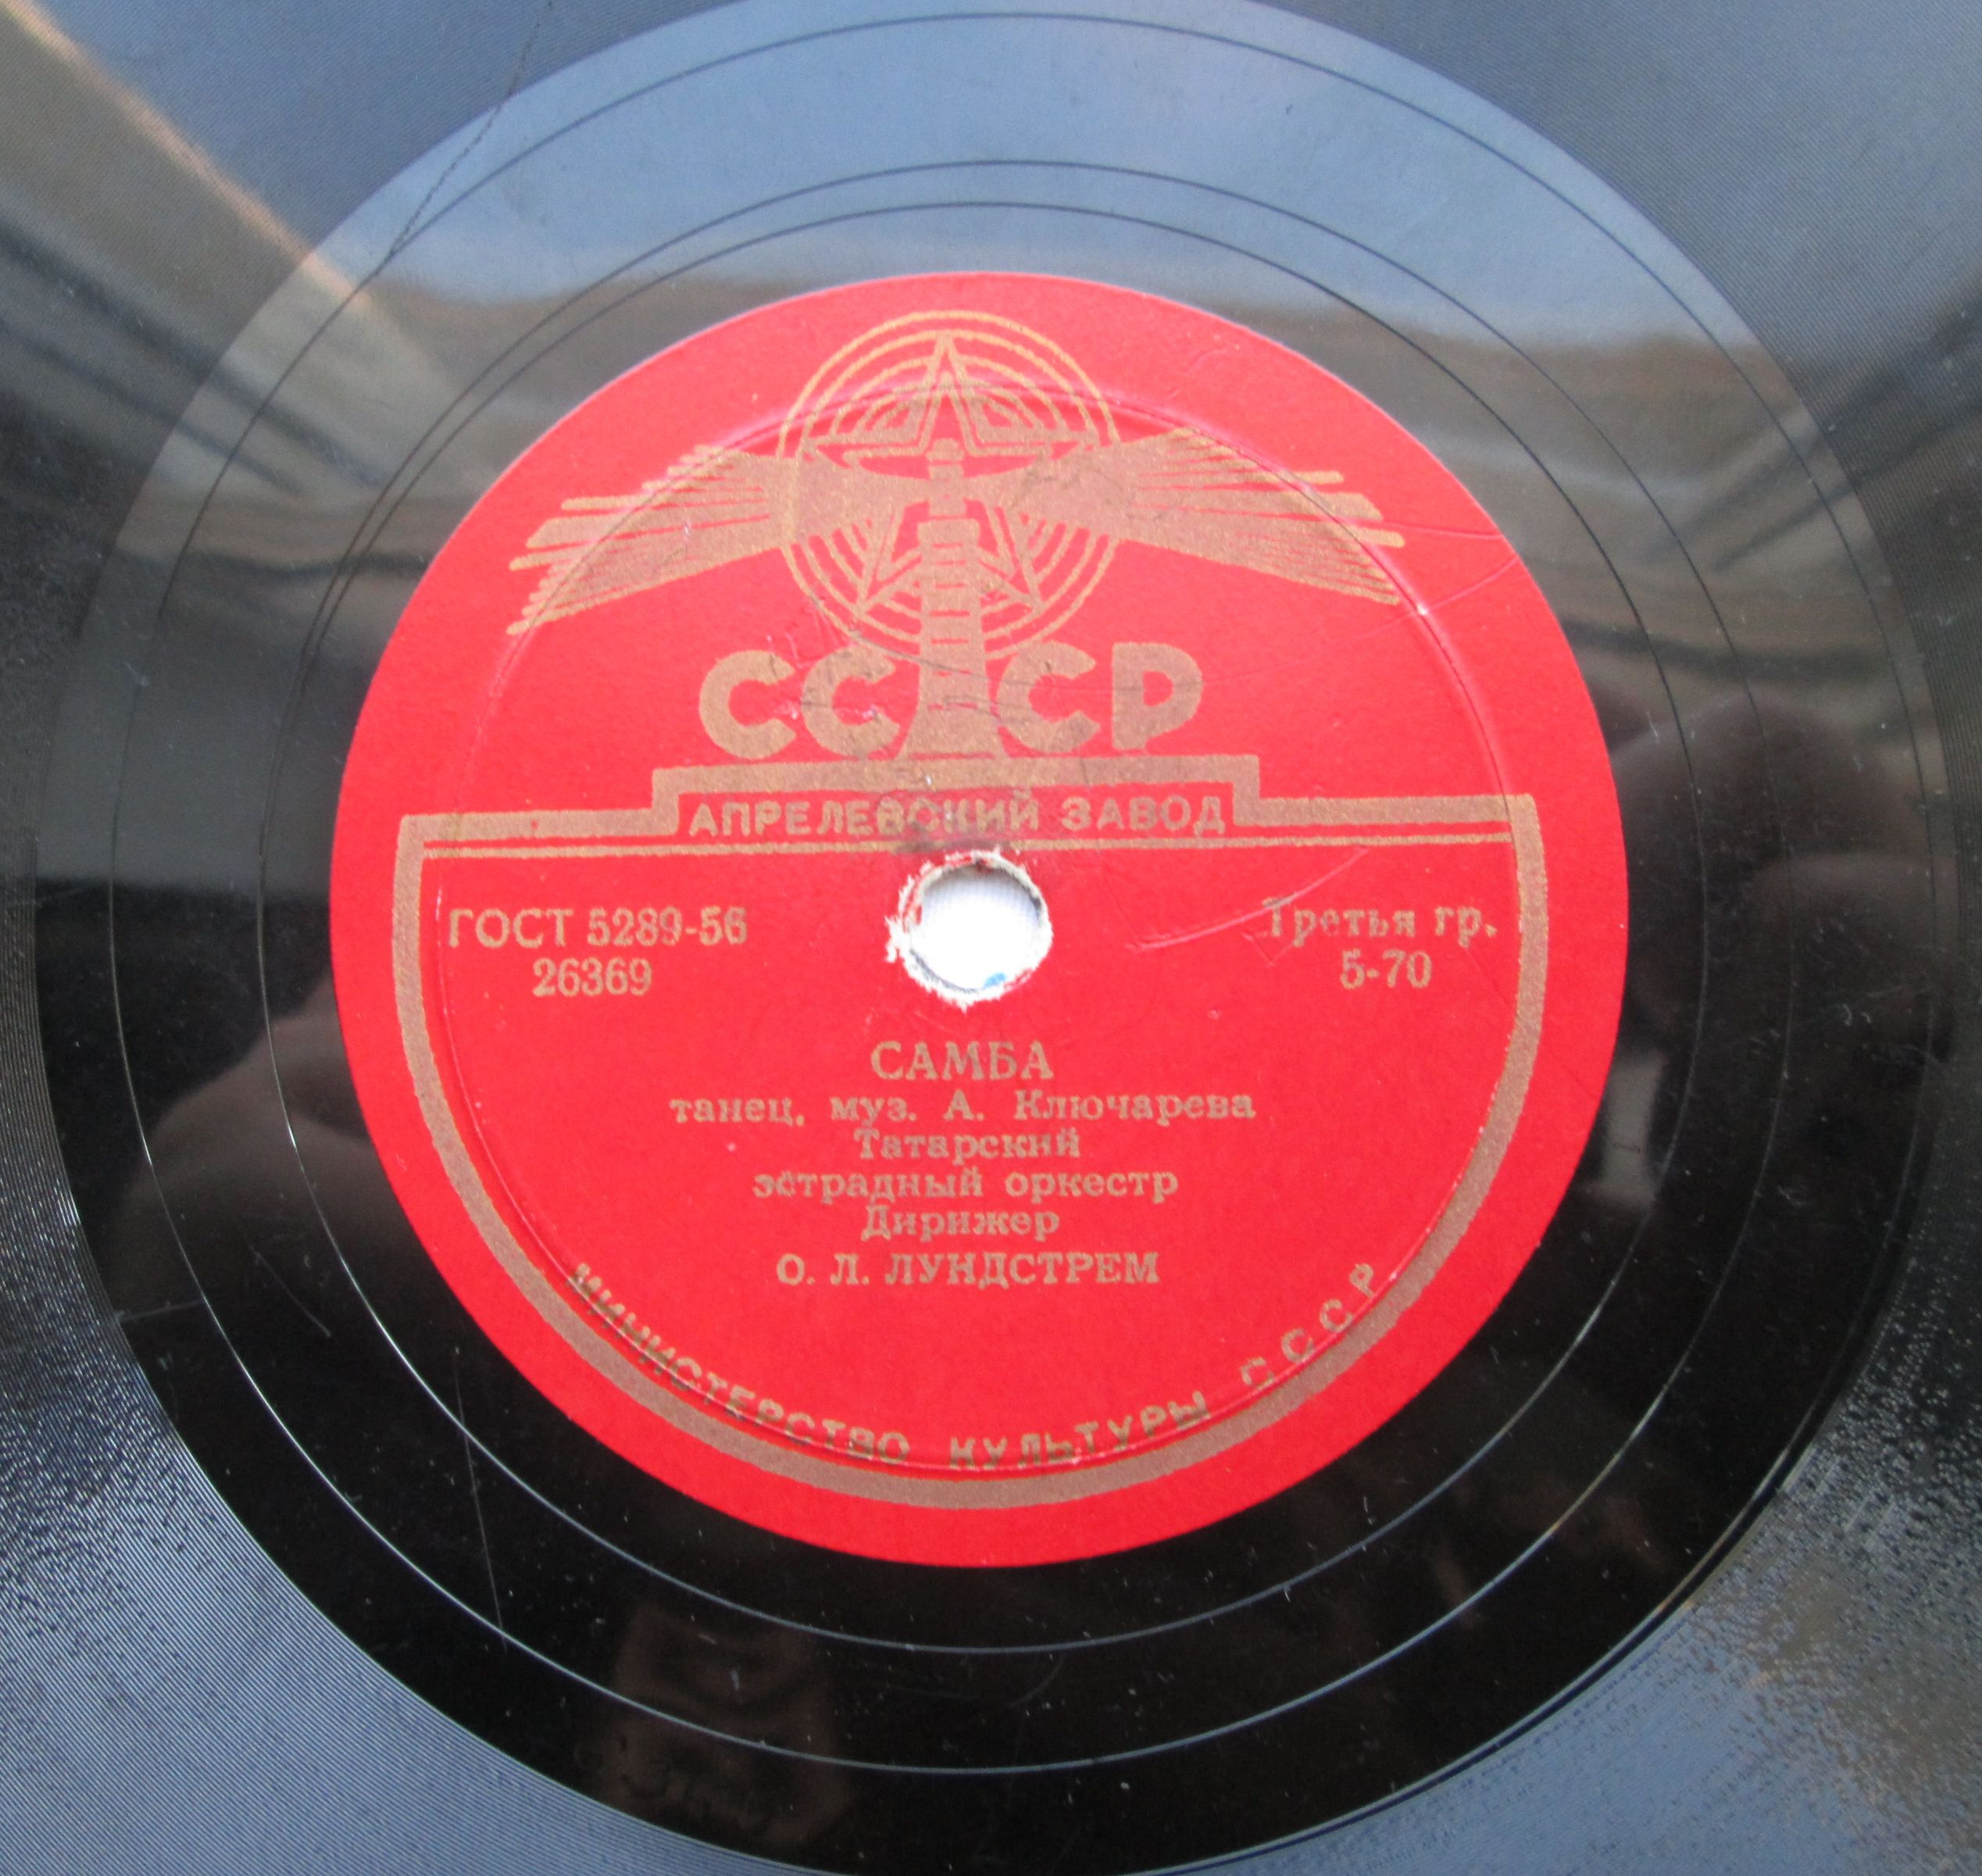 СССР
АПРЕЛЕВСКИЙ ЗАВОД
ГОСТ 5289-56
26369
Третья гр.
5-70
САМБА
танец, муз. А. Ключарева
Татарский
эстрадный оркестр
Дирижер
О. Л. ЛУНДСТРЕМ
МИНИСТЕРСТВО КУЛЬТУРЫ СССР